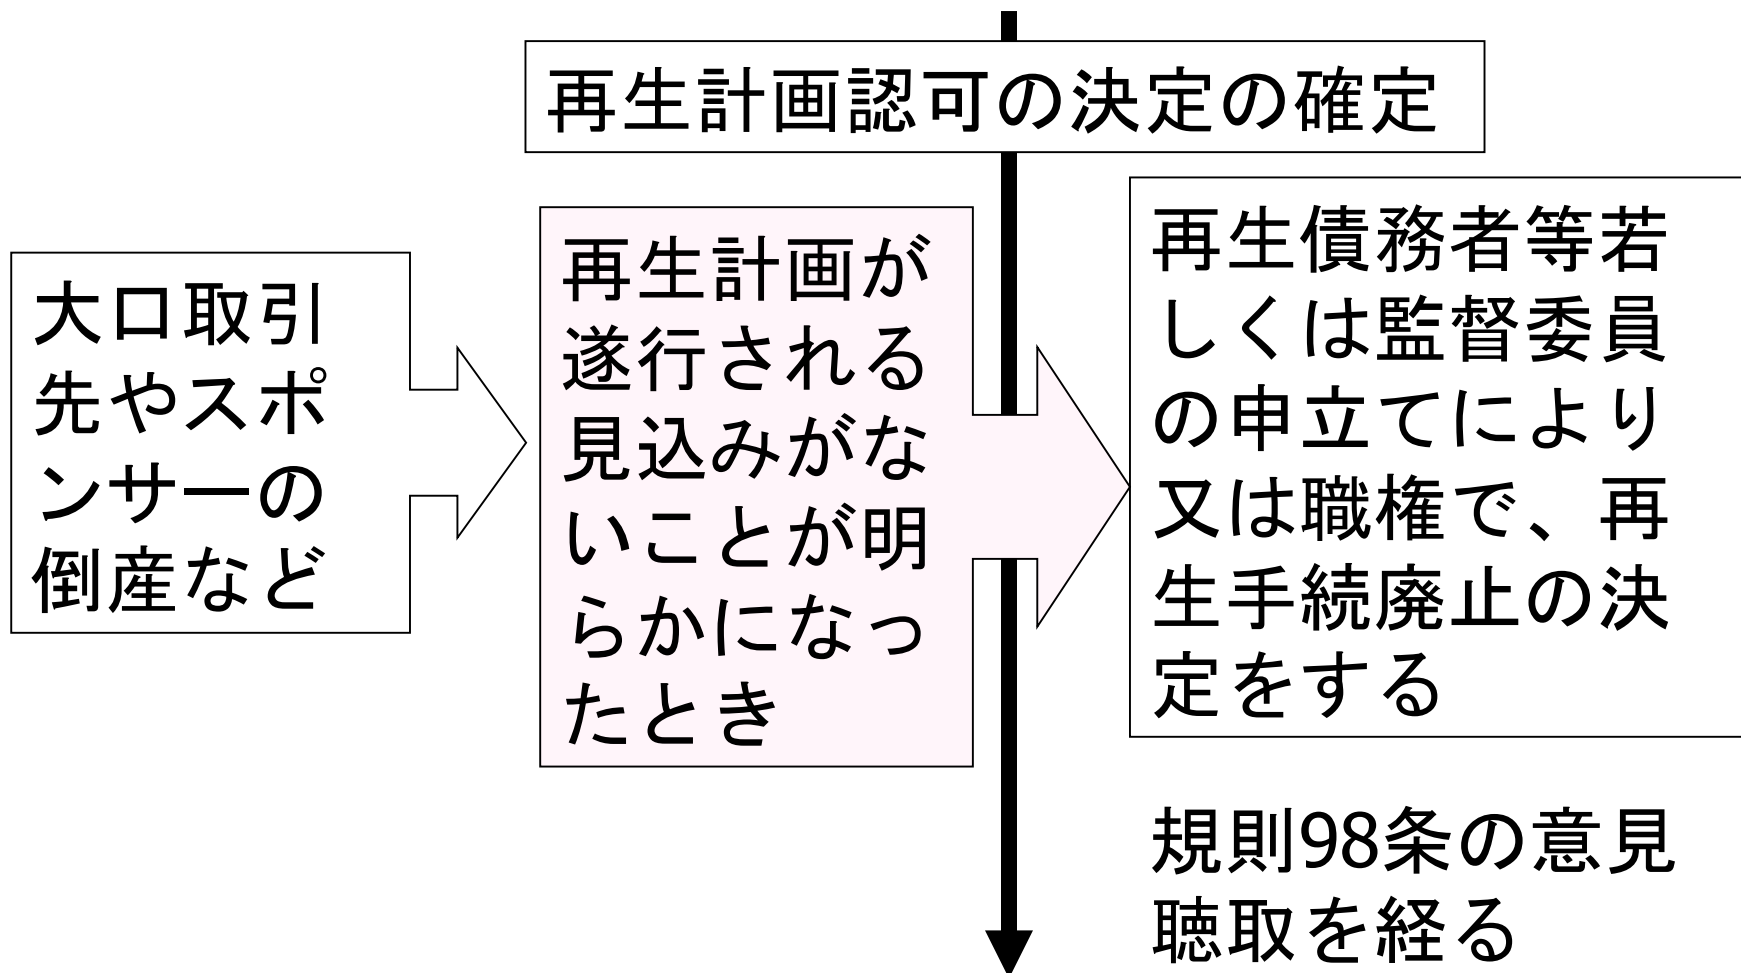 再生計画認可の決定の確定
大口取引
先やスポ
ンサーの
倒産など
再生計画が
遂行される
見込みがな
いことが明
らかになっ
たとき
再生債務者等若
しくは監督委員
の申立てにより
又は職権で、再
生手続廃止の決
定をする
規則98条の意見
聴取を経る